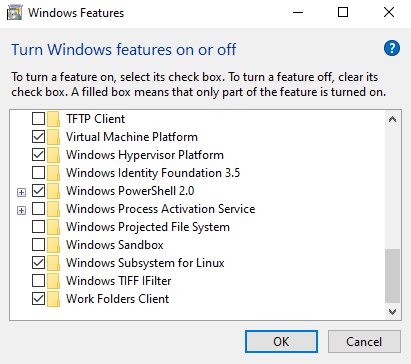 Windows Features
Turn Windows features on or off
To turn a feature on, select its check box. To turn a feature off, clear its
check box. A filled box means that only part of the feature is turned on.
TFTP Client
Virtual Machine Platform
Windows Hypervisor Platform
Windows Identity Foundation 3.5
Windows PowerShell 2.0
Windows Process Activation Service
Windows Projected File System
Windows Sandbox
Windows Subsystem for Linux
Windows TIFF IFilter
Work Folders Client
OK
Cancel